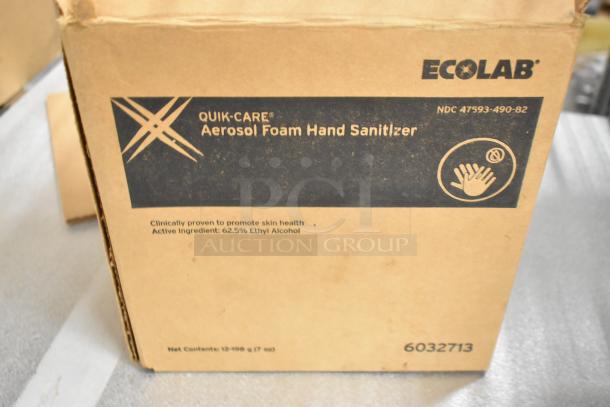 ECOLAB®
NDC 47593-490-82
QUIK-CARE®
Aerosol Foam Hand Sanitizer
PCI
AUCTION GROUP
Clinically proven to promote skin health
Active Ingredient: 62.5% Ethyl Alcohol
Net Contents: 12-198 g (7 oz)
6032713